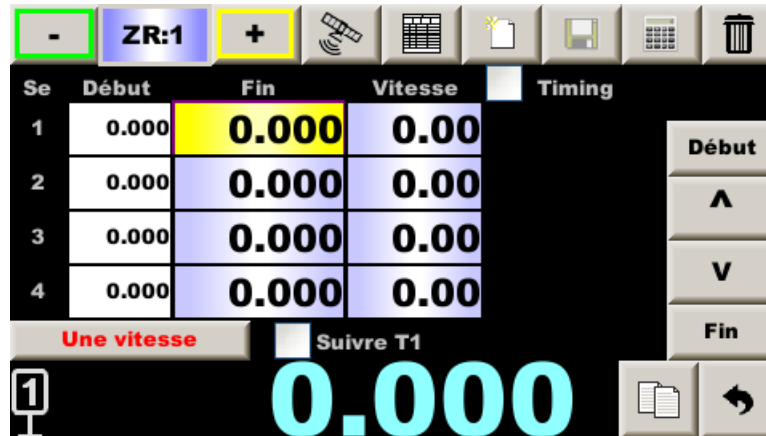 - ZR:1 +
Se Début Fin Vitesse Timing
1 0.000 0.000 0.00
Début
2 0.000 0.000 0.00
^
3 0.000 0.000 0.00
v
4 0.000 0.000 0.00
Une vitesse Suivre T1 Fin
1 0.000